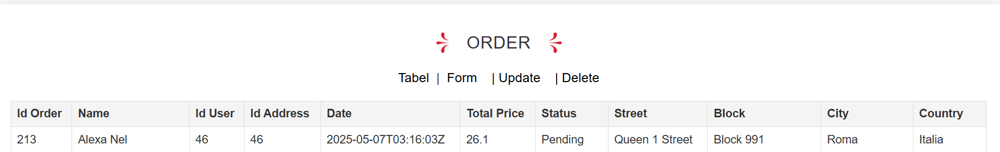 ORDER
Tabel | Form | Update | Delete
Id Order Name Id User Id Address Date Total Price Status Street Block City Country
213 Alexa Nel 46 46 2025-05-07T03:16:03Z 26.1 Pending Queen 1 Street Block 991 Roma Italia